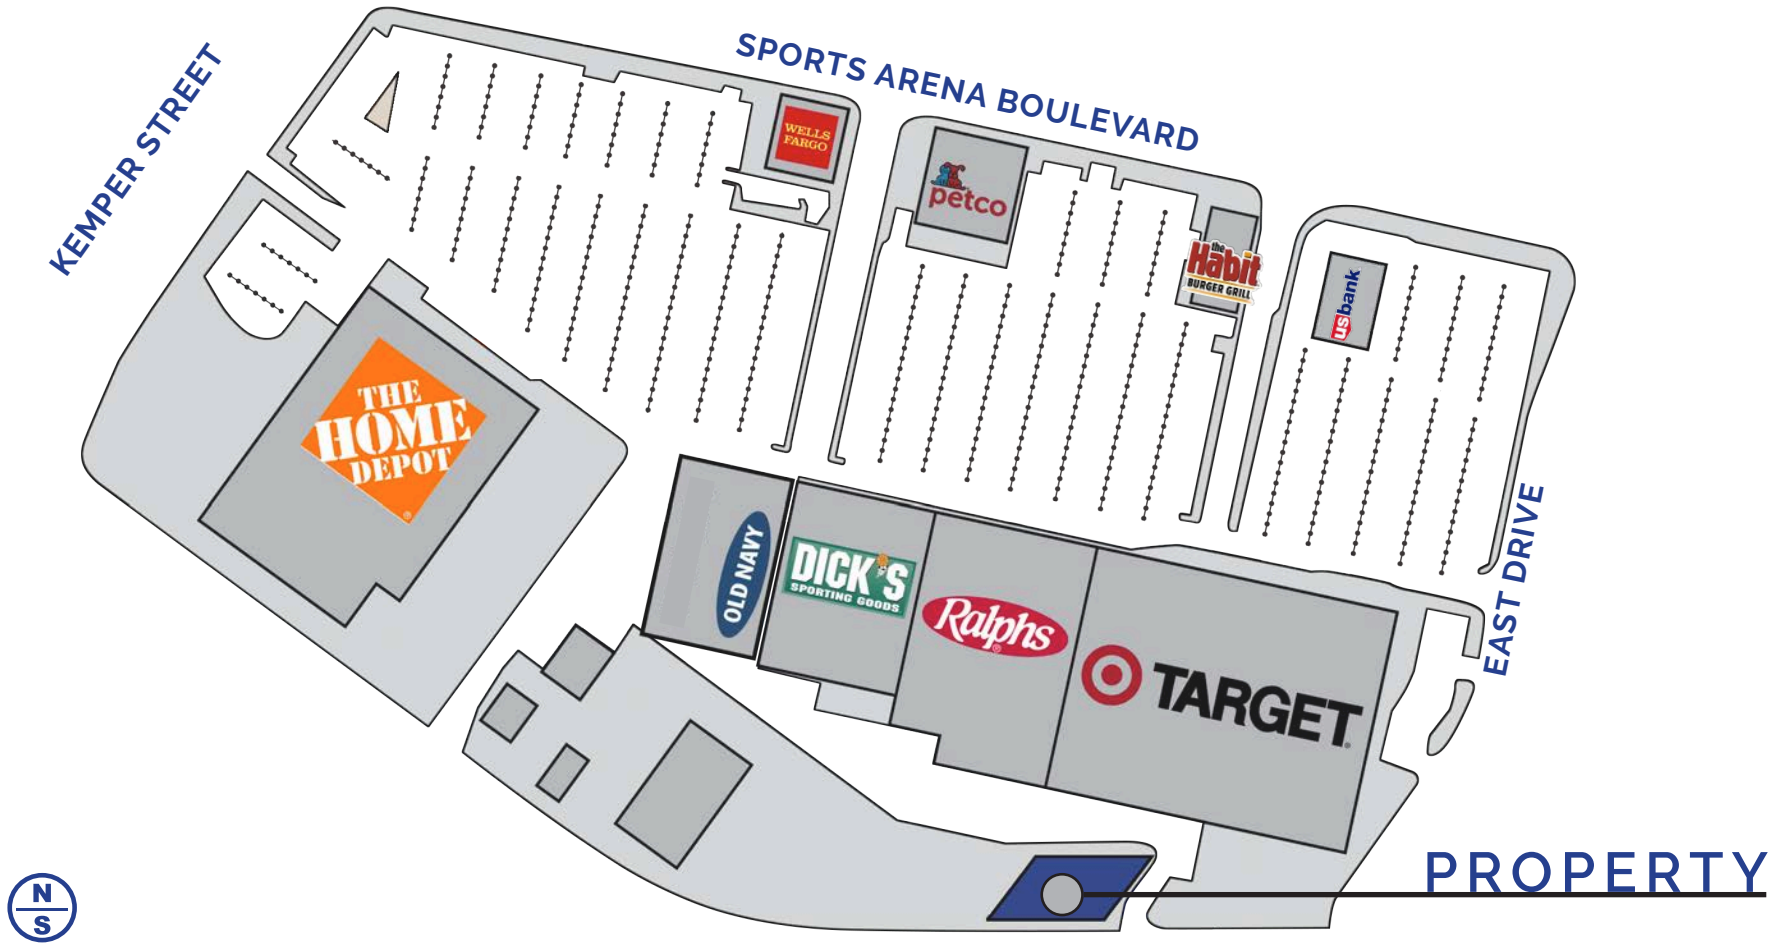 SPORTS ARENA BOULEVARD
KEMPER STREET
WELLS
FARGO
petco
the
Habit
BURGER GRILL
usbank
THE
HOME
DEPOT
®
OLD NAVY
DICK'S
SPORTING GOODS
Ralphs
®
TARGET
EAST DRIVE
PROPERTY
N
S